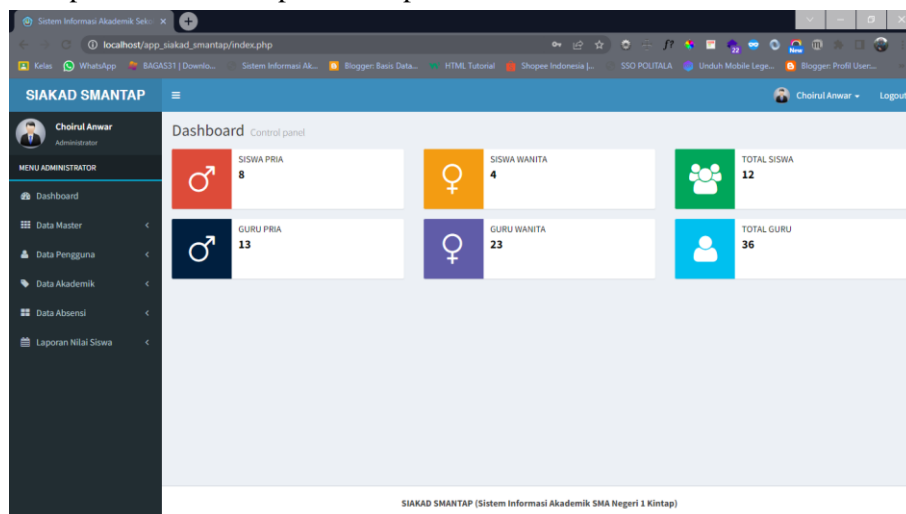 Sistem Informasi Akademik Seko
localhost/app_siakad_smantap/index.php
22
New
Kelas
WhatsApp
BAGAS31 | Downlo...
Sistem Informasi Ak...
Blogger: Basis Data...
HTML Tutorial
Shopee Indonesia |...
SSO POLITALA
Unduh Mobile Lege...
Blogger: Profil User:...
SIAKAD SMANTAP
Choirul Anwar
Logout
Choirul Anwar
Administrator
MENU ADMINISTRATOR
Dashboard
Data Master
Data Pengguna
Data Akademik
Data Absensi
Laporan Nilai Siswa
Dashboard Control panel
SISWA PRIA
8
SISWA WANITA
4
TOTAL SISWA
12
GURU PRIA
13
GURU WANITA
23
TOTAL GURU
36
SIAKAD SMANTAP (Sistem Informasi Akademik SMA Negeri 1 Kintap)